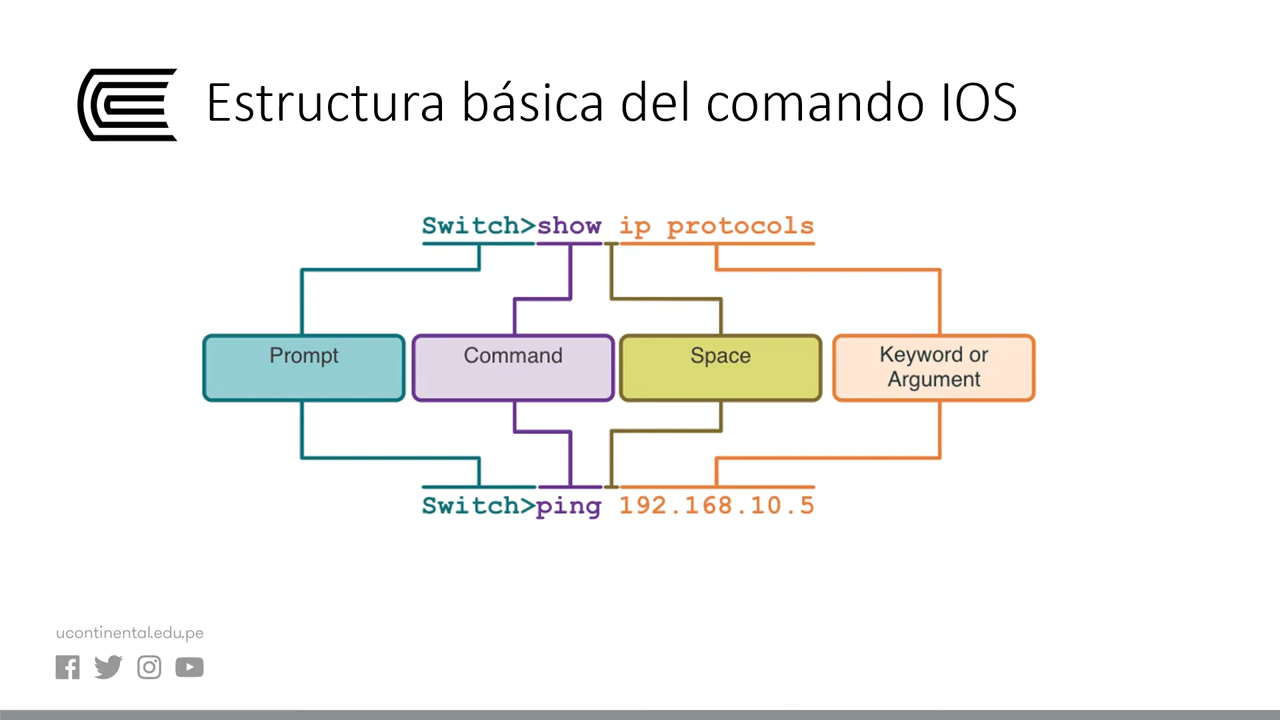 Estructura básica del comando IOS
Switch>show ip protocols
Prompt
Command
Space
Keyword or
Argument
Switch>ping 192.168.10.5
ucontinental.edu.pe